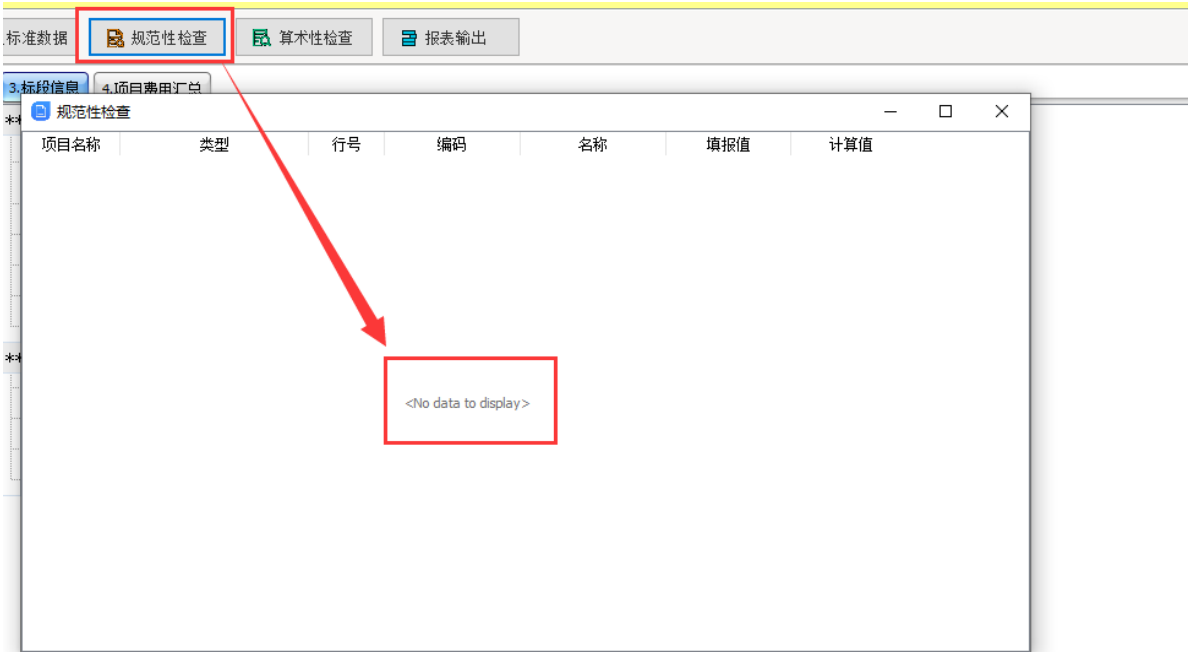 标准数据 规范性检查 算术性检查 报表输出
3.标段信息 4.项目费用汇总
规范性检查
**
项目名称 类型 行号 编码 名称 填报值 计算值
**
<No data to display>